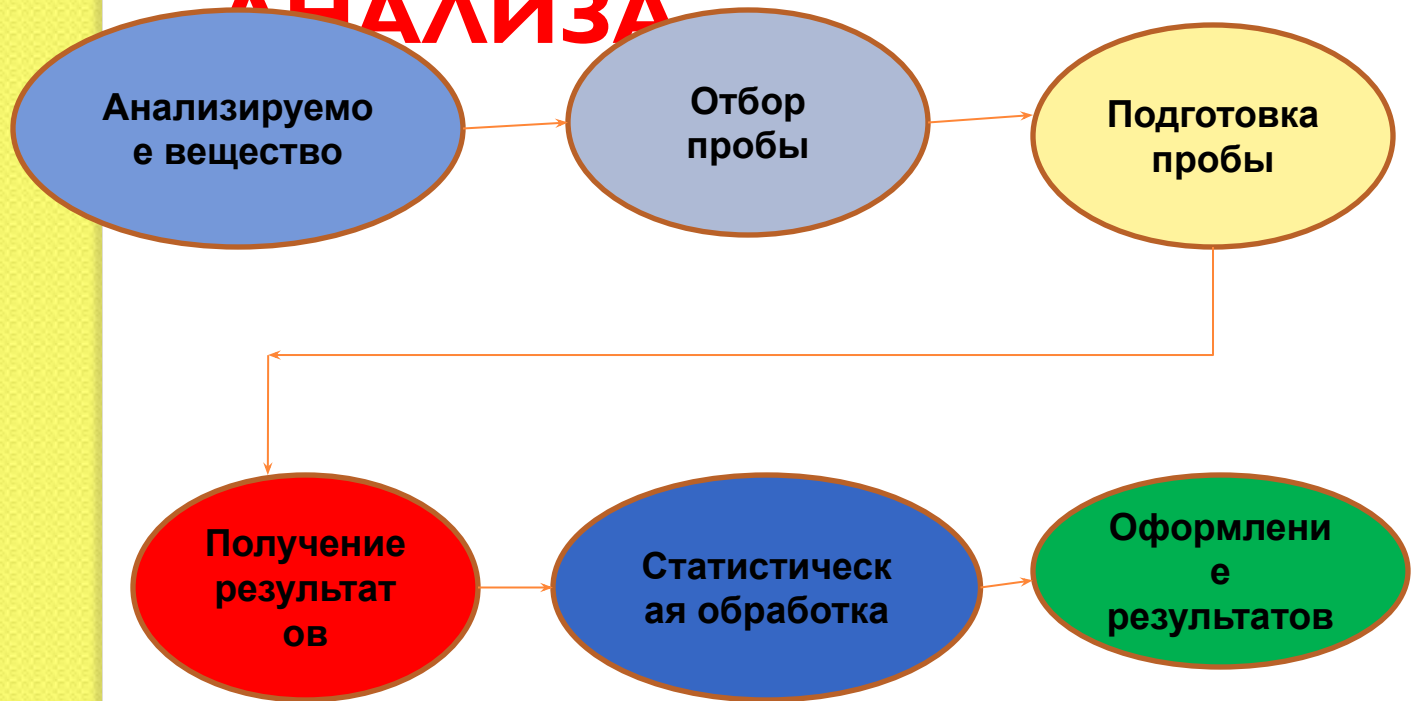 АНАЛИЗА
Анализируемо
е вещество
Отбор
пробы
Подготовка
пробы
Получение
результат
ов
Статистическ
ая обработка
Оформлени
е
результатов